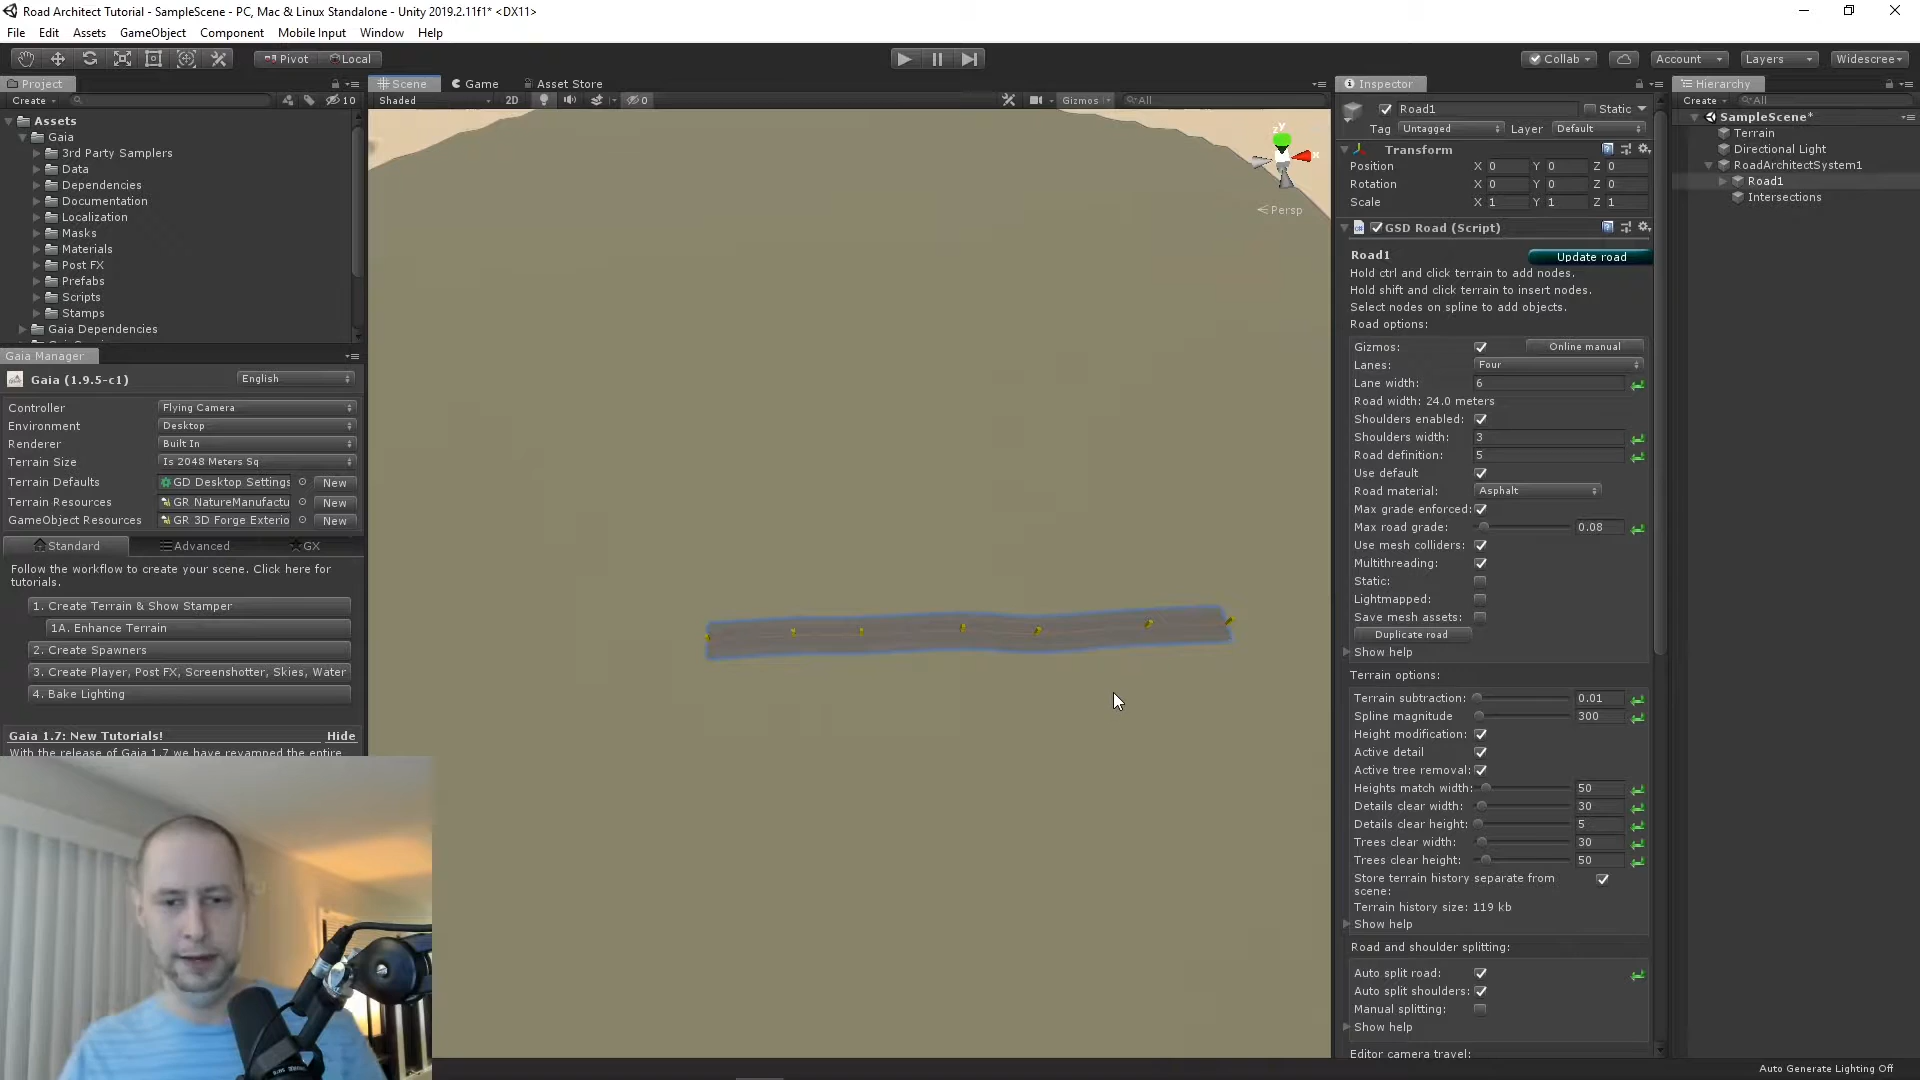 Road Architect Tutorial - SampleScene - PC, Mac & Linux Standalone - Unity 2019.2.11f1* <DX11>
File Edit Assets GameObject Component Mobile Input Window Help
Pivot Local Collab Account Layers Widescree
Project
Create
10
Assets
Gaia
3rd Party Samplers
Data
Dependencies
Documentation
Localization
Masks
Materials
Post FX
Prefabs
Scripts
Stamps
Gaia Dependencies
Gaia Manager
Gaia (1.9.5-c1) English
Controller Flying Camera
Environment Desktop
Renderer Built In
Terrain Size Is 2048 Meters Sq
Terrain Defaults GD Desktop Settings New
Terrain Resources GR NatureManufactu New
GameObject Resources GR 3D Forge Exterio New
Standard Advanced GX
Follow the workflow to create your scene. Click here for
tutorials.
1. Create Terrain & Show Stamper
1A. Enhance Terrain
2. Create Spawners
3. Create Player, Post FX, Screenshotter, Skies, Water
4. Bake Lighting
Gaia 1.7: New Tutorials! Hide
With the release of Gaia 1.7 we have revamped the entire
Scene Game Asset Store
Shaded 2D 0 Gizmos All
y
x
Persp
Inspector
Road1 Static
Tag Untagged Layer Default
Transform
Position X 0 Y 0 Z 0
Rotation X 0 Y 0 Z 0
Scale X 1 Y 1 Z 1
GSD Road (Script)
Road1 Update road
Hold ctrl and click terrain to add nodes.
Hold shift and click terrain to insert nodes.
Select nodes on spline to add objects.
Road options:
Gizmos: Online manual
Lanes: Four
Lane width: 6
Road width: 24.0 meters
Shoulders enabled:
Shoulders width: 3
Road definition: 5
Use default
Road material: Asphalt
Max grade enforced:
Max road grade: 0.08
Use mesh colliders:
Multithreading:
Static:
Lightmapped:
Save mesh assets:
Duplicate road
Show help
Terrain options:
Terrain subtraction: 0.01
Spline magnitude 300
Height modification:
Active detail
Active tree removal:
Heights match width: 50
Details clear width: 30
Details clear height: 5
Trees clear width: 30
Trees clear height: 50
Store terrain history separate from
scene:
Terrain history size: 119 kb
Show help
Road and shoulder splitting:
Auto split road:
Auto split shoulders:
Manual splitting:
Show help
Editor camera travel:
Hierarchy
Create All
SampleScene*
Terrain
Directional Light
RoadArchitectSystem1
Road1
Intersections
Auto Generate Lighting Off